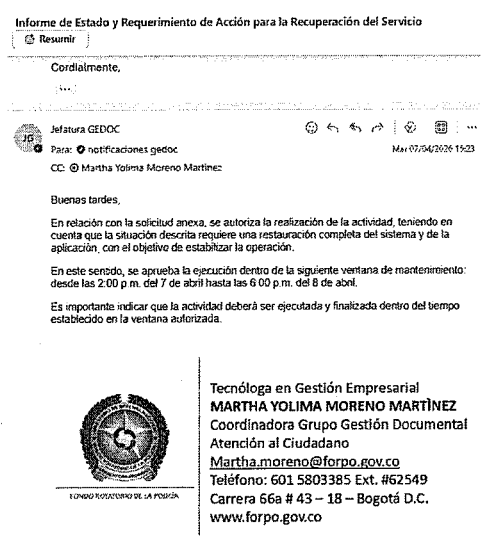 Informe de Estado y Requerimiento de Acción para la Recuperación del Servicio
Resumir
Cordialmente,
...
JG
Jefatura GEDOC
Para: notificaciones gedoc
Mar 07/04/2026 15:23
CC: Martha Yolima Moreno Martinez
Buenas tardes,
En relación con la solicitud anexa, se autoriza la realización de la actividad, teniendo en
cuenta que la situación descrita requiere una restauración completa del sistema y de la
aplicación, con el objetivo de estabilizar la operación.
En este sentido, se aprueba la ejecución dentro de la siguiente ventana de mantenimiento:
desde las 2:00 p.m. del 7 de abril hasta las 6:00 p.m. del 8 de abril.
Es importante indicar que la actividad deberá ser ejecutada y finalizada dentro del tiempo
establecido en la ventana autorizada.
Tecnóloga en Gestión Empresarial
MARTHA YOLIMA MORENO MARTÌNEZ
Coordinadora Grupo Gestión Documental
Atención al Ciudadano
Martha.moreno@forpo.gov.co
Teléfono: 601 5803385 Ext. #62549
Carrera 66a # 43 – 18 – Bogotá D.C.
www.forpo.gov.co
FONDO ROTATORIO DE LA POLICÍA